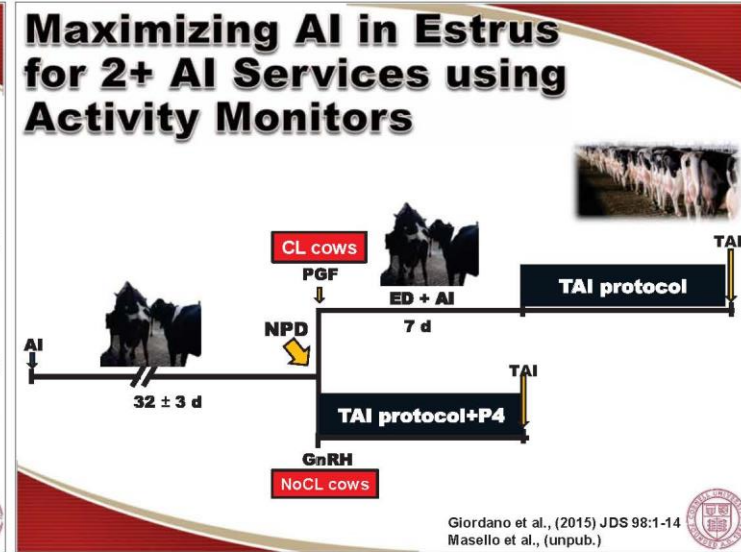 Maximizing AI in Estrus
for 2+ AI Services using
Activity Monitors
CL cows
PGF
TAI
ED + AI
TAI protocol
NPD
7 d
AI
TAI
32 ± 3 d
TAI protocol+P4
GnRH
NoCL cows
Giordano et al., (2015) JDS 98:1-14
Masello et al., (unpub.)